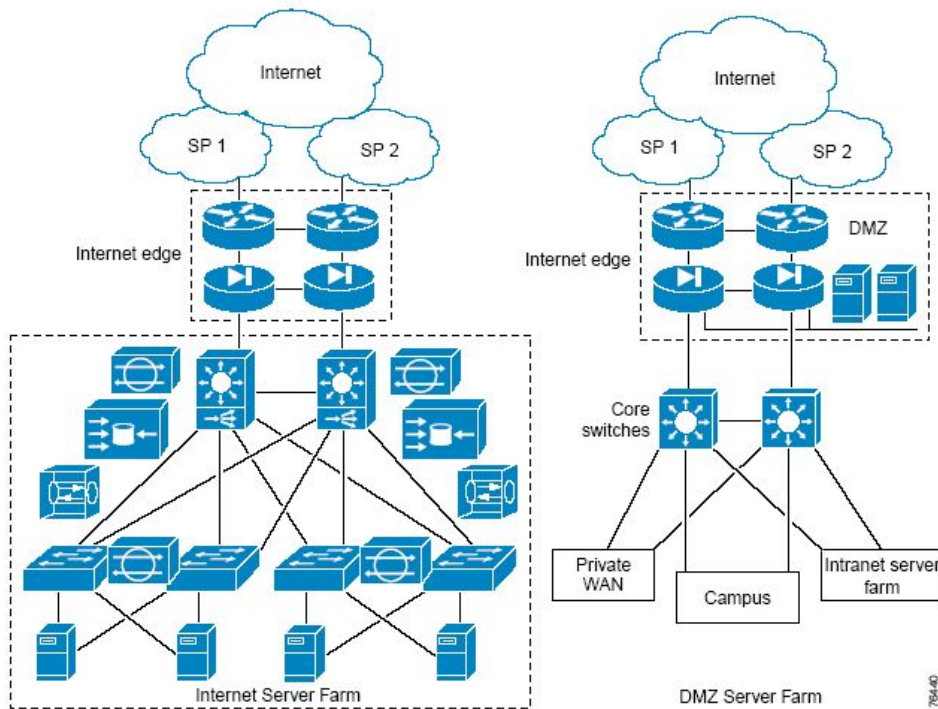 Internet
SP 1
SP 2
Internet edge
Internet Server Farm
Internet
SP 1
SP 2
DMZ
Internet edge
Core
switches
Private
WAN
Campus
Intranet server
farm
DMZ Server Farm
76440